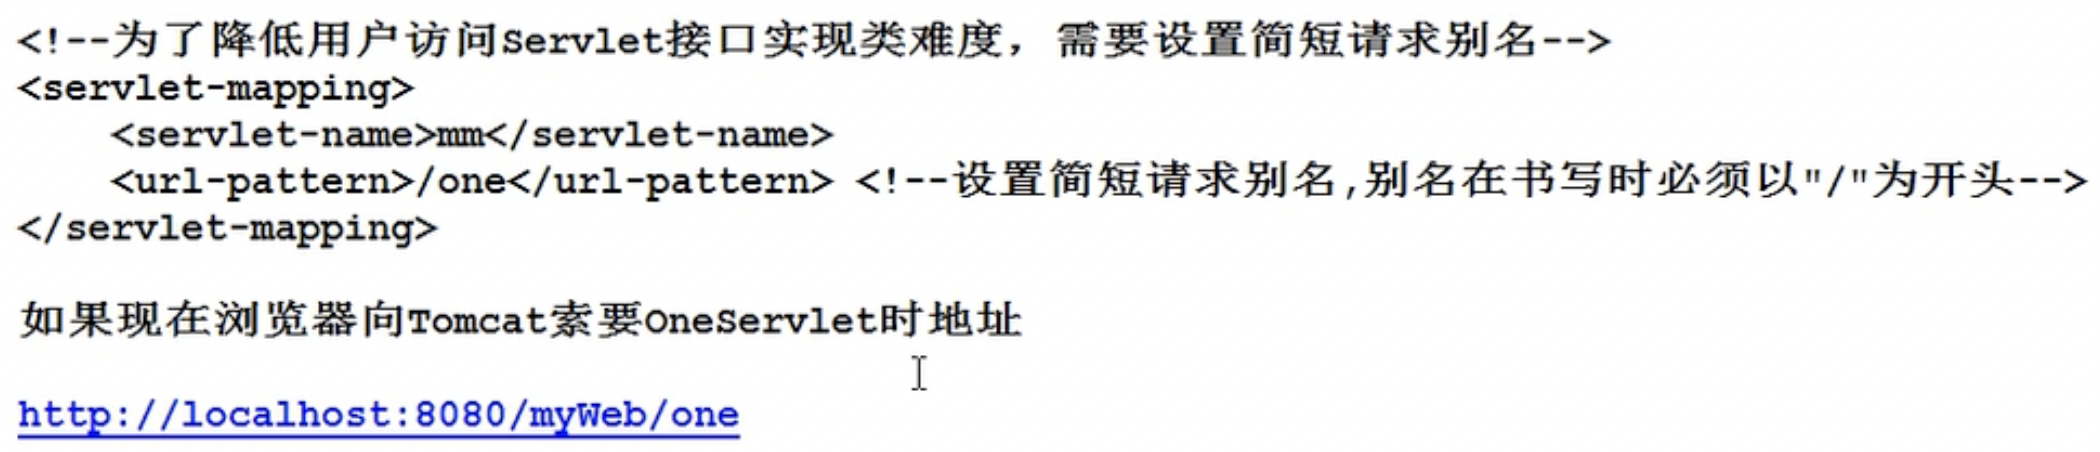 <!--为了降低用户访问Servlet接口实现类难度，需要设置简短请求别名-->
<servlet-mapping>
    <servlet-name>mm</servlet-name>
    <url-pattern>/one</url-pattern> <!--设置简短请求别名,别名在书写时必须以"/"为开头-->
</servlet-mapping>
如果现在浏览器向Tomcat索要OneServlet时地址
http://localhost:8080/myWeb/one